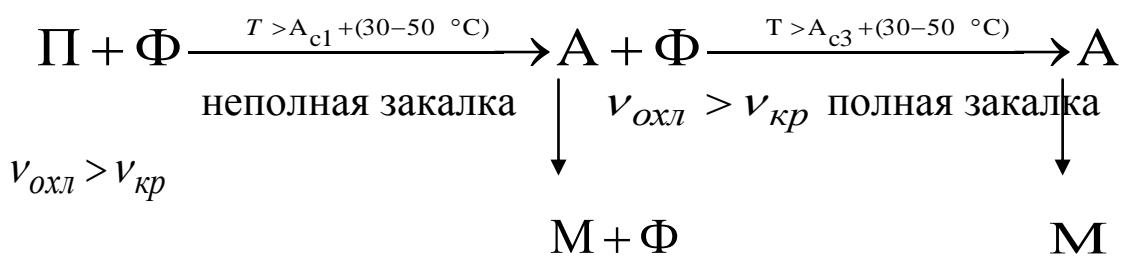 T >Ac1+(30–50 °C) T >Ac3+(30–50 °C)
П + Ф А + Ф А
неполная закалка νохл > νкр полная закалка
νохл > νкр
М + Ф М